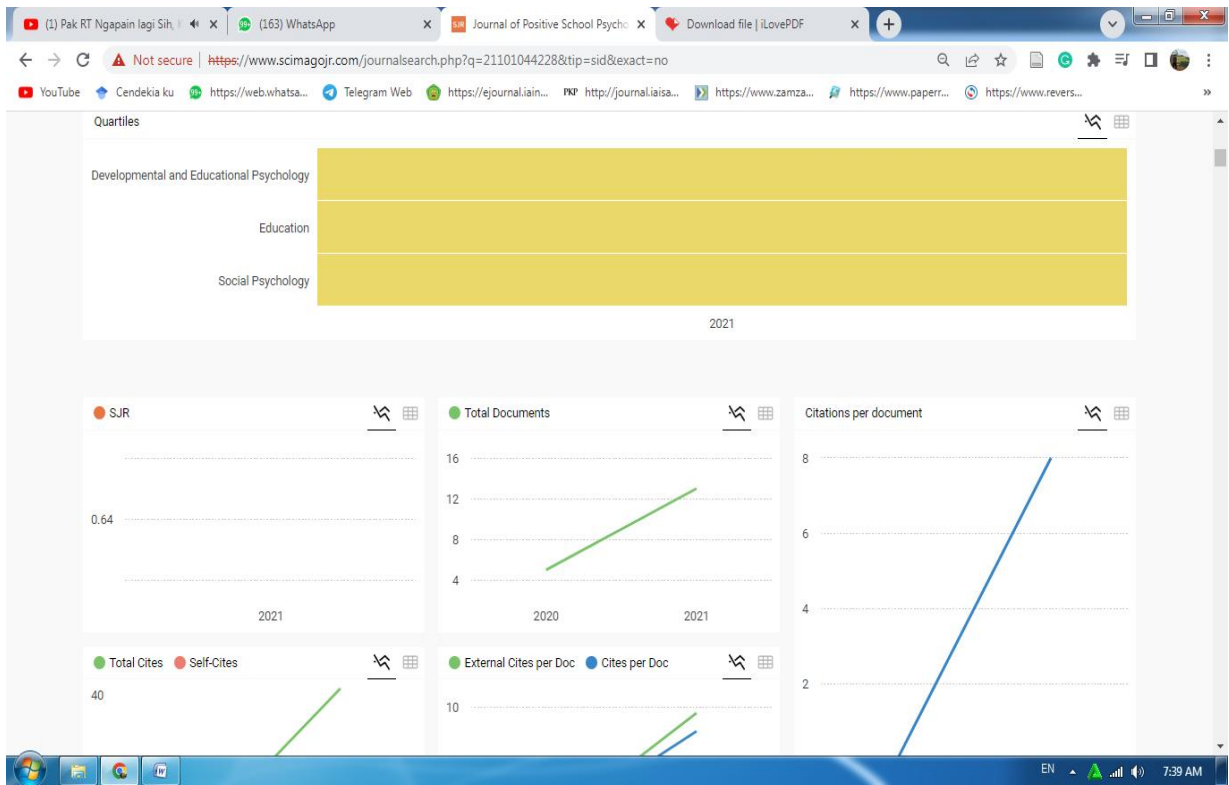 (1) Pak RT Ngapain lagi Sih,
(163) WhatsApp
SJR Journal of Positive School Psycho
Download file | iLovePDF
Not secure | https://www.scimagojr.com/journalsearch.php?q=21101044228&tip=sid&exact=no
YouTube Cendekia ku https://web.whatsa... Telegram Web https://ejournal.iain... PKP http://journal.iaisa... https://www.zamza... https://www.paperr... https://www.revers... »
Quartiles
Developmental and Educational Psychology
Education
Social Psychology
2021
SJR
0.64
2021
Total Documents
16
12
8
4
2020 2021
Citations per document
8
6
4
2
Total Cites Self-Cites
40
External Cites per Doc Cites per Doc
10
EN 7:39 AM